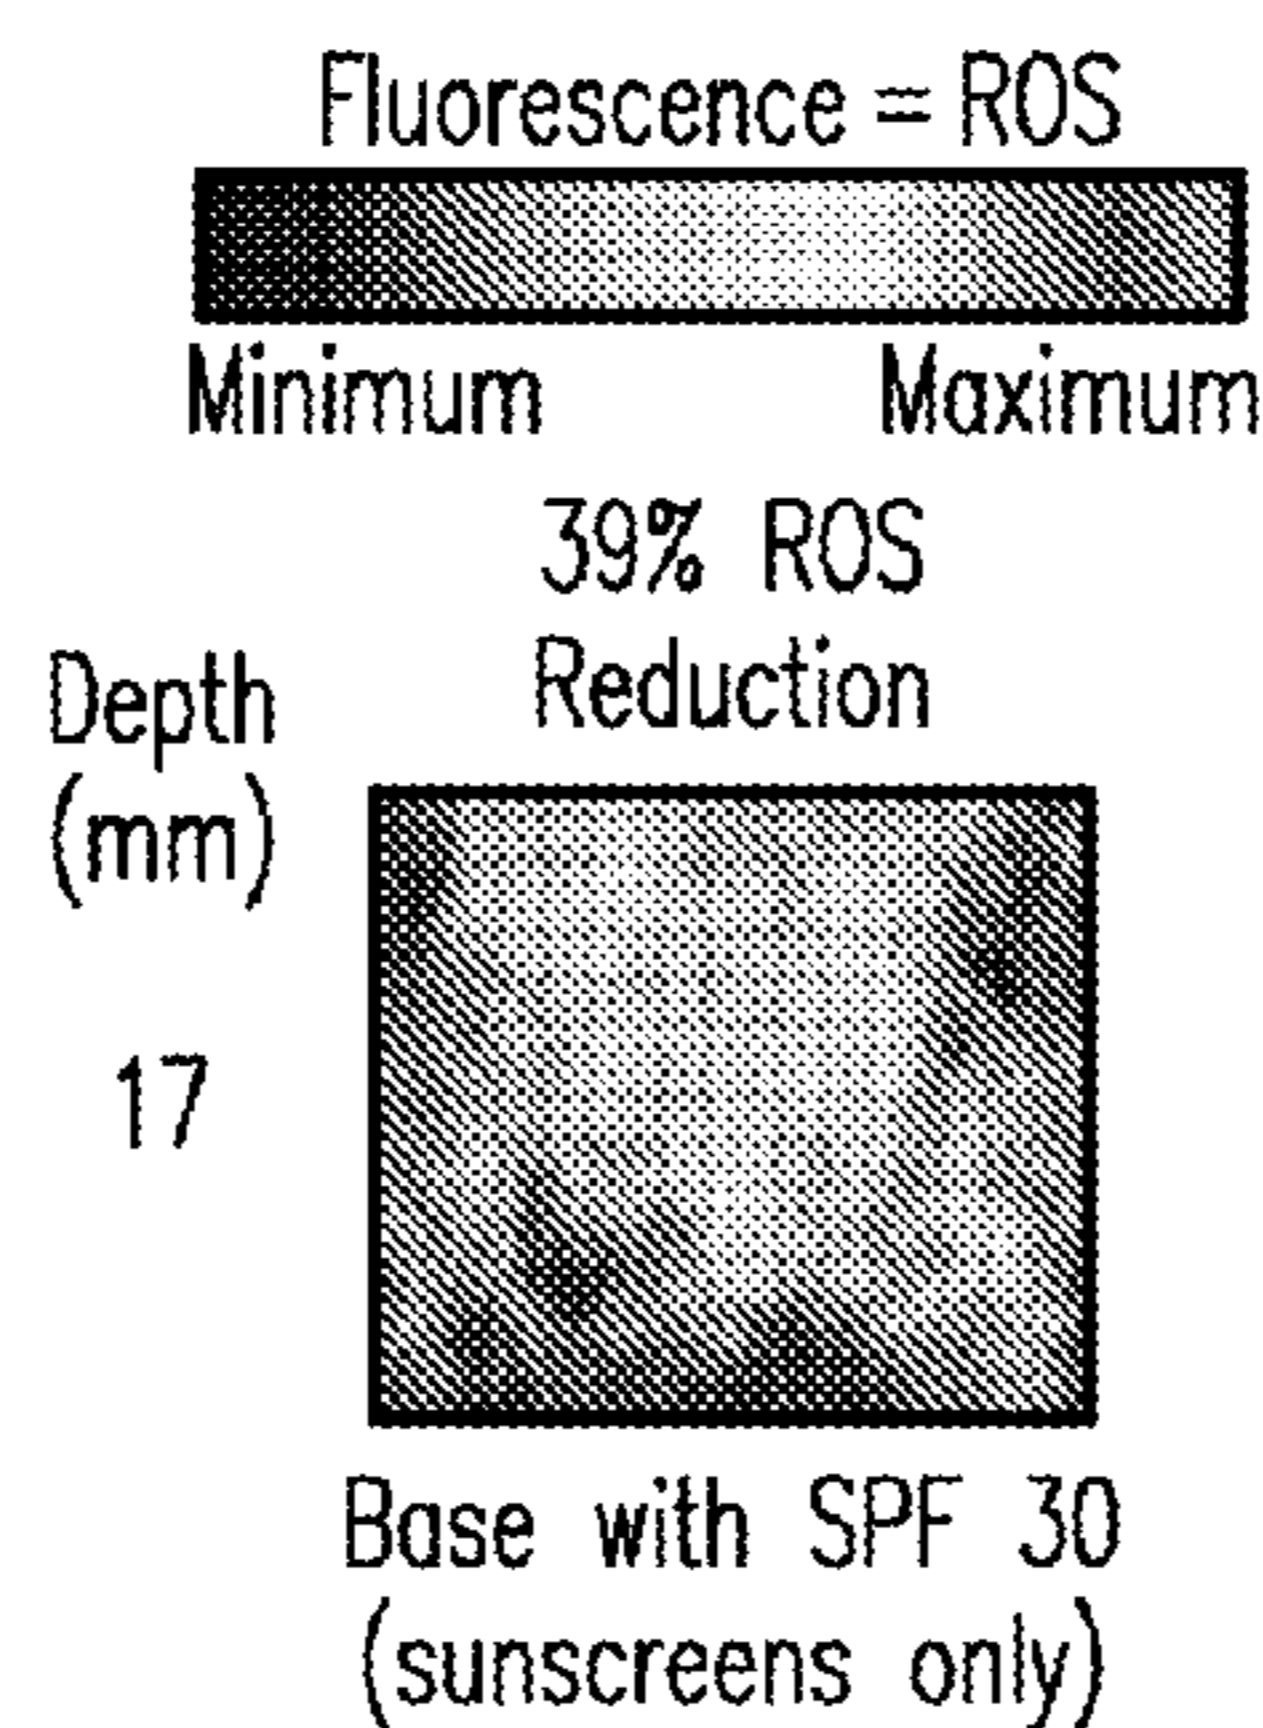 Fluorescence = ROS
Minimum Maximum
39% ROS
Reduction
Depth
(mm)
17
Base with SPF 30
(sunscreens only)